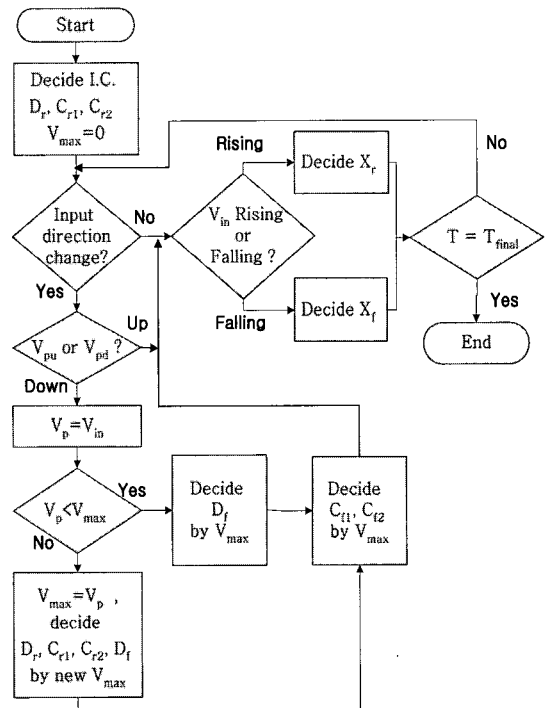 Start
Decide I.C.
Dr, Cr1, Cr2
Vmax=0
Input
direction
change?
No
Yes
Vin Rising
or
Falling ?
Rising
Falling
Decide Xr
Decide Xf
T = Tfinal
No
Yes
End
Vpu or Vpd ?
Up
Down
Vp=Vin
Vp<Vmax
Yes
No
Decide
Df
by Vmax
Decide
Cf1, Cf2
by Vmax
Vmax=Vp ,
decide
Dr, Cr1, Cr2, Df
by new Vmax